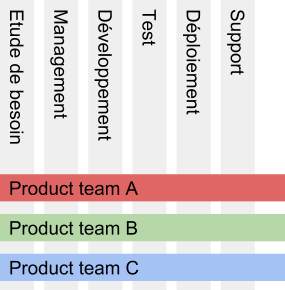 Etude de besoin
Management
Développement
Test
Déploiement
Support
Product team A
Product team B
Product team C